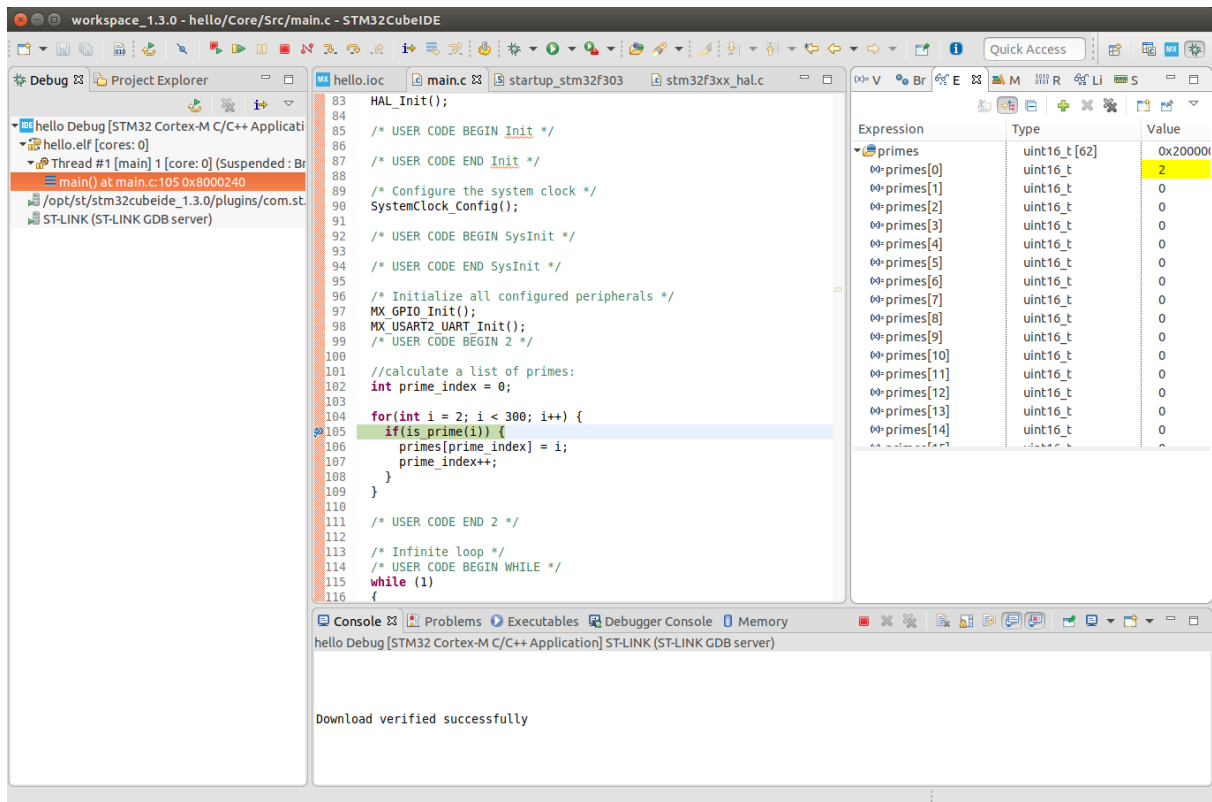 workspace_1.3.0 - hello/Core/Src/main.c - STM32CubeIDE
Quick Access
Debug
Project Explorer
hello Debug [STM32 Cortex-M C/C++ Applicati
hello.elf [cores: 0]
Thread #1 [main] 1 [core: 0] (Suspended : Br
main() at main.c:105 0x8000240
/opt/st/stm32cubeide_1.3.0/plugins/com.st.
ST-LINK (ST-LINK GDB server)
hello.ioc
main.c
startup_stm32f303
stm32f3xx_hal.c
83 HAL_Init();
84
85 /* USER CODE BEGIN Init */
86
87 /* USER CODE END Init */
88
89 /* Configure the system clock */
90 SystemClock_Config();
91
92 /* USER CODE BEGIN SysInit */
93
94 /* USER CODE END SysInit */
95
96 /* Initialize all configured peripherals */
97 MX_GPIO_Init();
98 MX_USART2_UART_Init();
99 /* USER CODE BEGIN 2 */
100
101 //calculate a list of primes:
102 int prime_index = 0;
103
104 for(int i = 2; i < 300; i++) {
105 if(is_prime(i)) {
106 primes[prime_index] = i;
107 prime_index++;
108 }
109 }
110
111 /* USER CODE END 2 */
112
113 /* Infinite loop */
114 /* USER CODE BEGIN WHILE */
115 while (1)
116 {
(x)= V
Br
E
M
R
Li
S
Expression Type Value
primes uint16_t [62] 0x200000
primes[0] uint16_t 2
primes[1] uint16_t 0
primes[2] uint16_t 0
primes[3] uint16_t 0
primes[4] uint16_t 0
primes[5] uint16_t 0
primes[6] uint16_t 0
primes[7] uint16_t 0
primes[8] uint16_t 0
primes[9] uint16_t 0
primes[10] uint16_t 0
primes[11] uint16_t 0
primes[12] uint16_t 0
primes[13] uint16_t 0
primes[14] uint16_t 0
Console
Problems
Executables
Debugger Console
Memory
hello Debug [STM32 Cortex-M C/C++ Application] ST-LINK (ST-LINK GDB server)
Download verified successfully